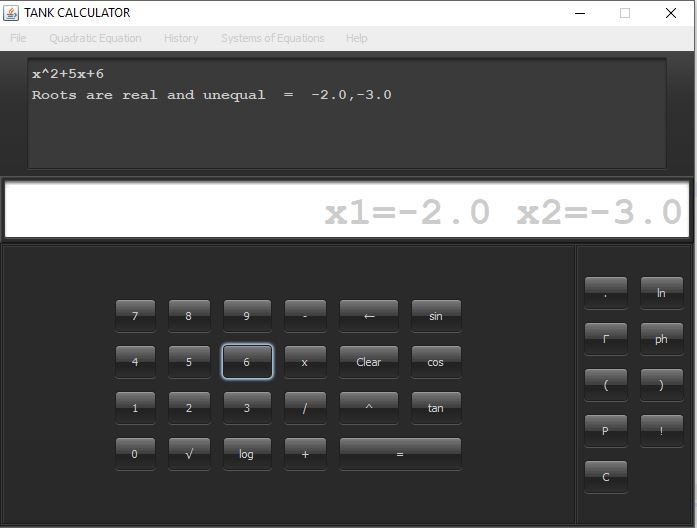 TANK CALCULATOR
File Quadratic Equation History Systems of Equations Help
x^2+5x+6
Roots are real and unequal = -2.0,-3.0
x1=-2.0 x2=-3.0
. ln
7 8 9 - ← sin
Γ ph
4 5 6 x Clear cos
( )
1 2 3 / ^ tan
P !
0 √ log + =
C